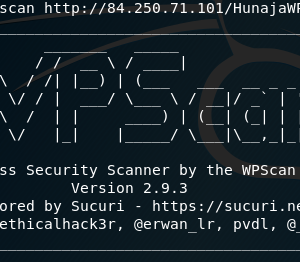 scan http://84.250.71.101/HunajaWP
ss Security Scanner by the WPScan
Version 2.9.3
ored by Sucuri - https://sucuri.ne
ethicalhack3r, @erwan_lr, pvdl, @_